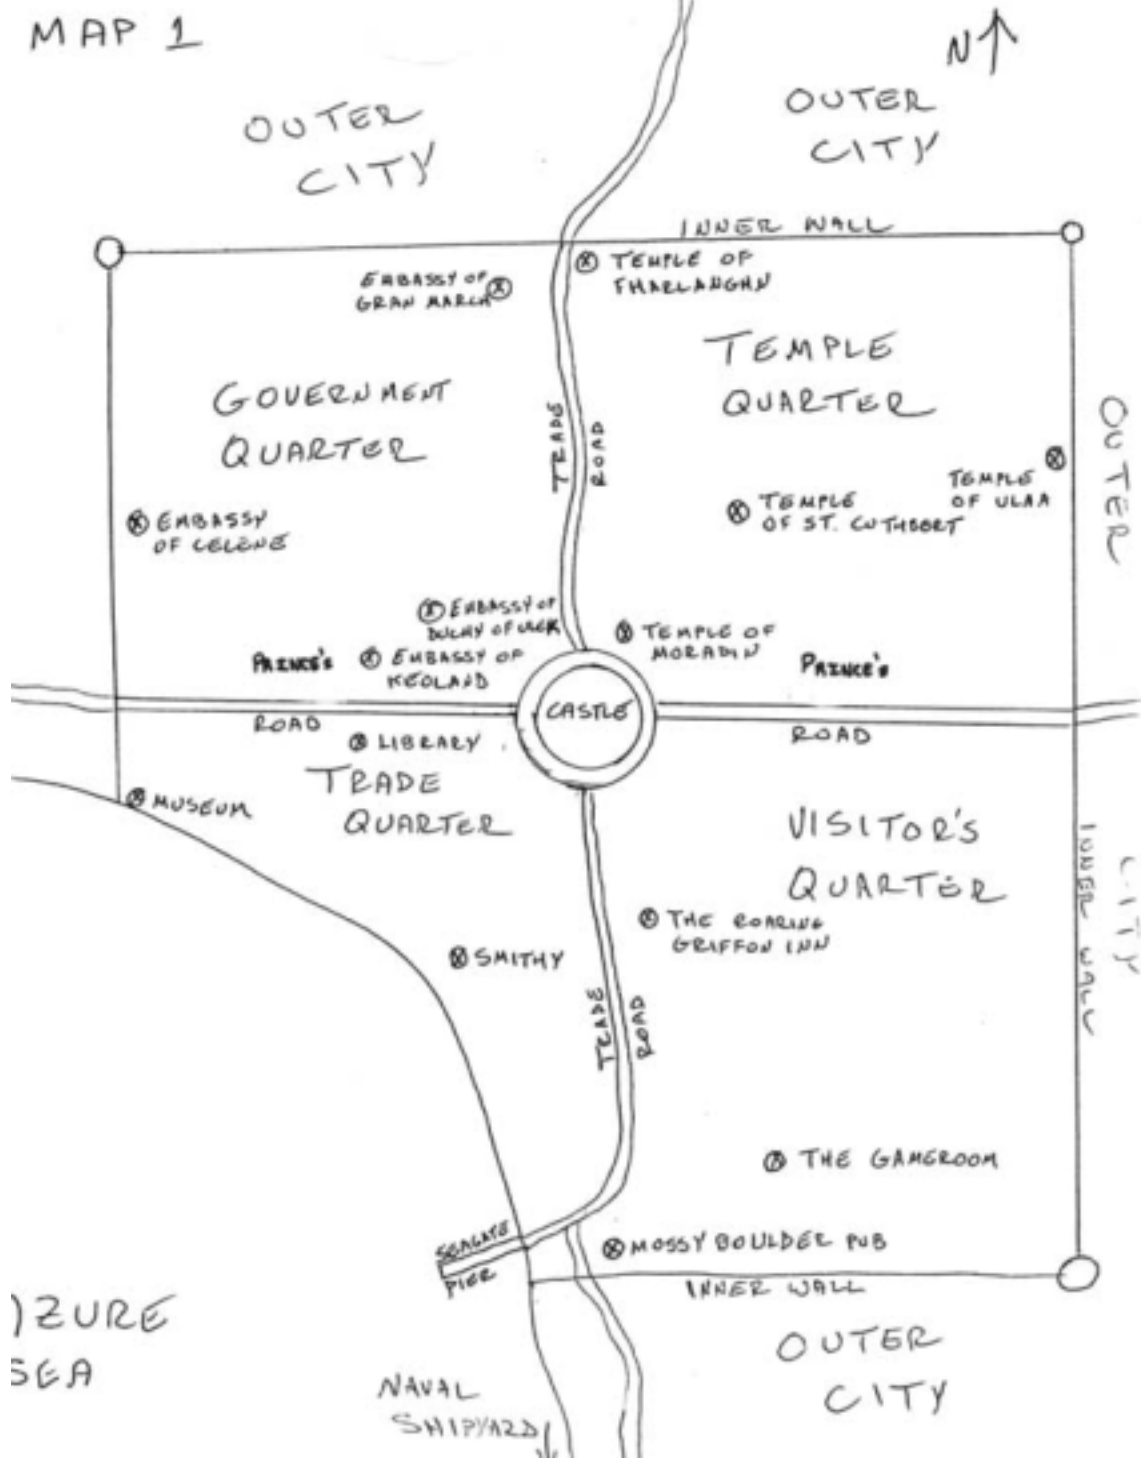 MAP 1
N
OUTER
CITY
OUTER
CITY
INNER WALL
EMBASSY OF
GRAN MARCH
TEMPLE OF
FHARLANGHN
TEMPLE
QUARTER
GOVERNMENT
QUARTER
TRADE
ROAD
OUTER
CITY
TEMPLE
OF ULAA
TEMPLE
OF ST. CUTHBERT
EMBASSY
OF CELENE
EMBASSY OF
DUCHY OF ULEK
TEMPLE OF
MORADIN
PRINCE'S
ROAD
EMBASSY OF
KEOLAND
PRINCE'S
ROAD
CASTLE
LIBRARY
TRADE
QUARTER
MUSEUM
VISITOR'S
QUARTER
INNER WALL
THE ROARING
GRIFFON INN
SMITHY
TRADE
ROAD
THE GAMEROOM
SEAGATE
PIER
MOSSY BOULDER PUB
INNER WALL
AZURE
SEA
OUTER
CITY
NAVAL
SHIPYARD